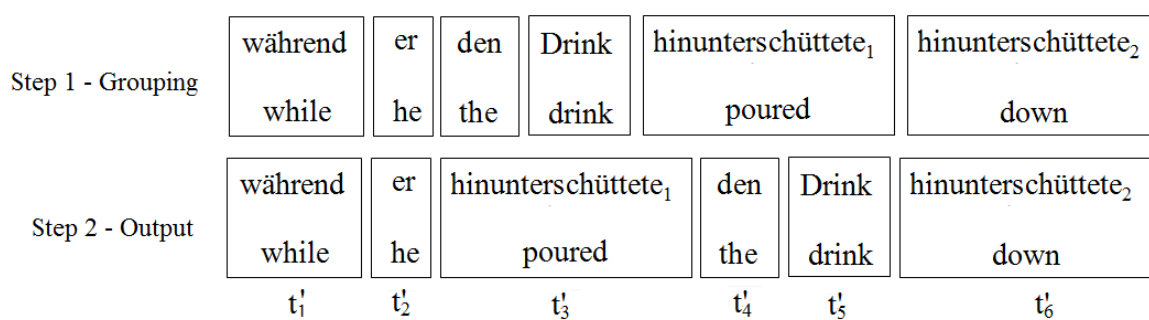 während er den Drink hinunterschüttete₁ hinunterschüttete₂
Step 1 - Grouping
while he the drink poured down
während er hinunterschüttete₁ den Drink hinunterschüttete₂
Step 2 - Output
while he poured the drink down
t'₁ t'₂ t'₃ t'₄ t'₅ t'₆